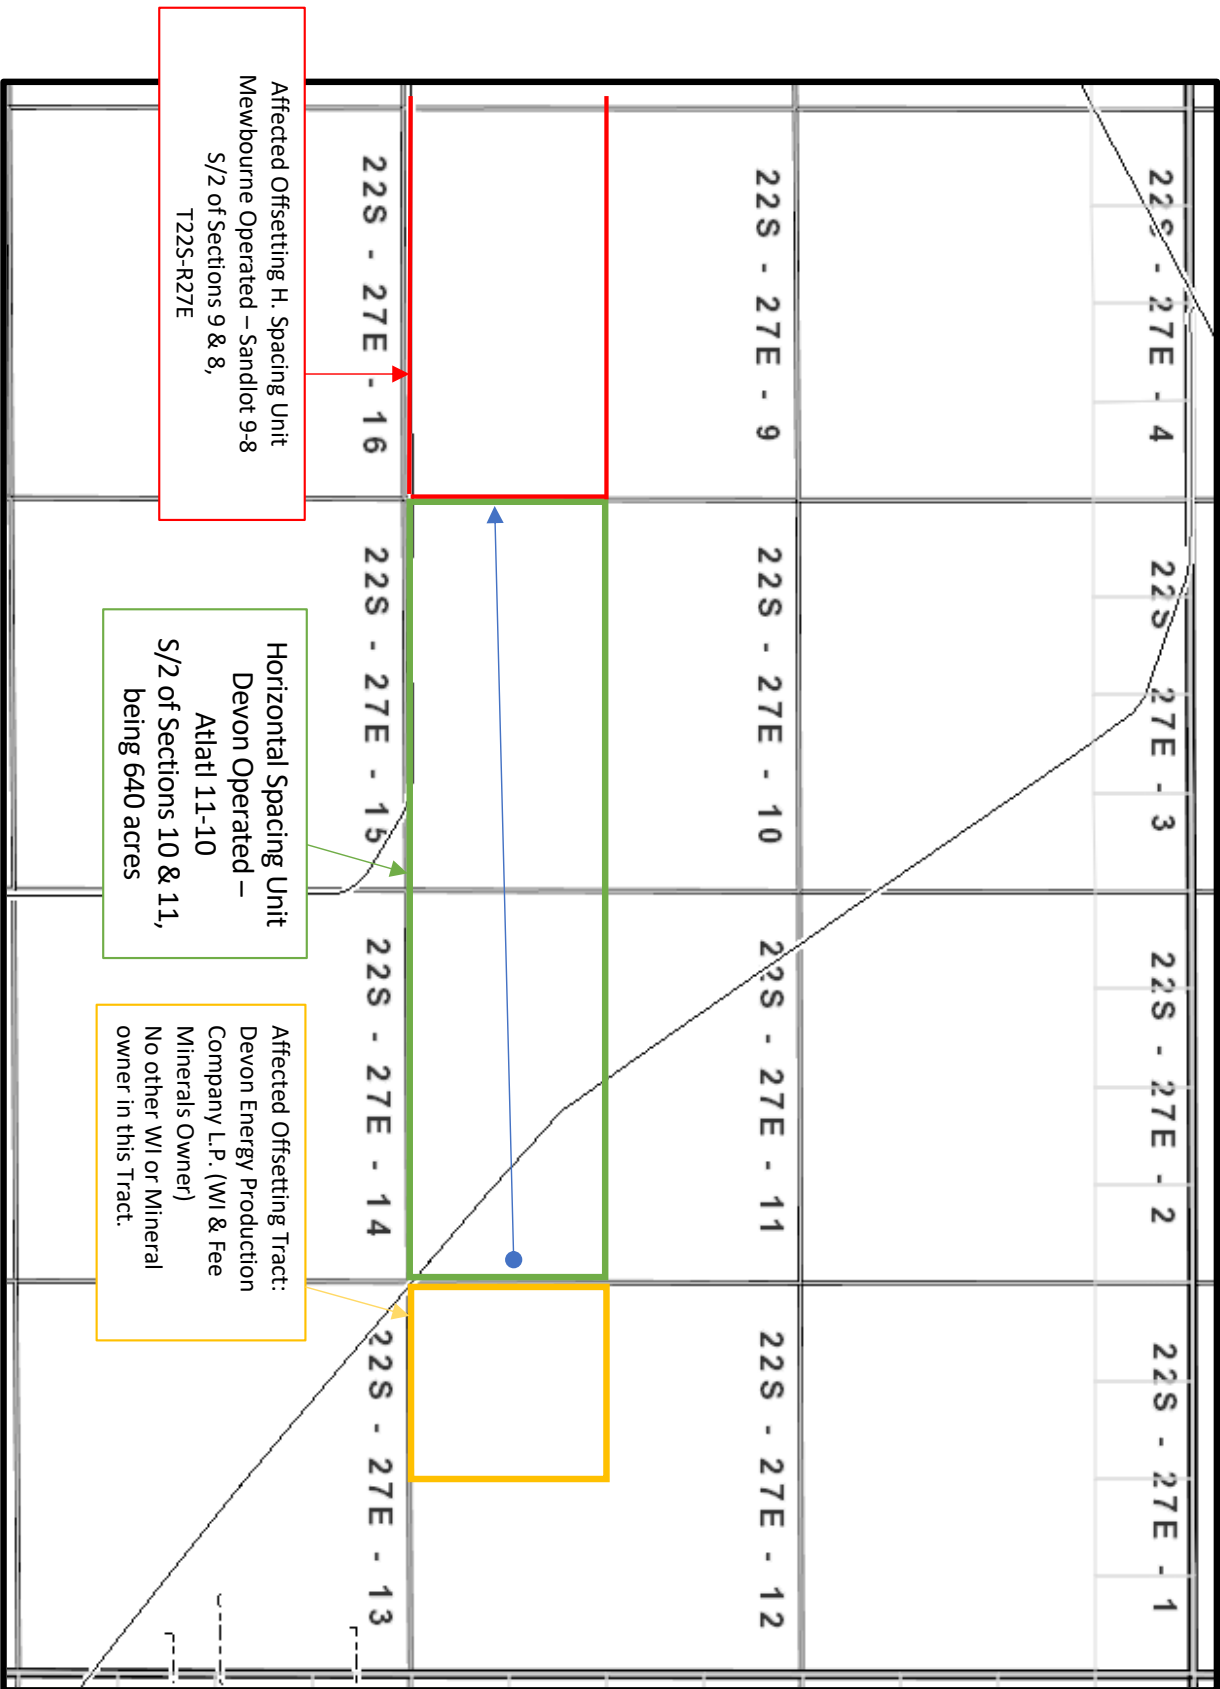 22S - 27E - 4
22S - 27E - 3
22S - 27E - 2
22S - 27E - 1
22S - 27E - 9
22S - 27E - 10
22S - 27E - 11
22S - 27E - 12
22S - 27E - 16
22S - 27E - 15
22S - 27E - 14
22S - 27E - 13
Affected Offsetting H. Spacing Unit
Mewbourne Operated – Sandlot 9-8
S/2 of Sections 9 & 8,
T22S-R27E
Horizontal Spacing Unit
Devon Operated –
Atlatl 11-10
S/2 of Sections 10 & 11,
being 640 acres
Affected Offsetting Tract:
Devon Energy Production
Company L.P. (WI & Fee
Minerals Owner)
No other WI or Mineral
owner in this Tract.